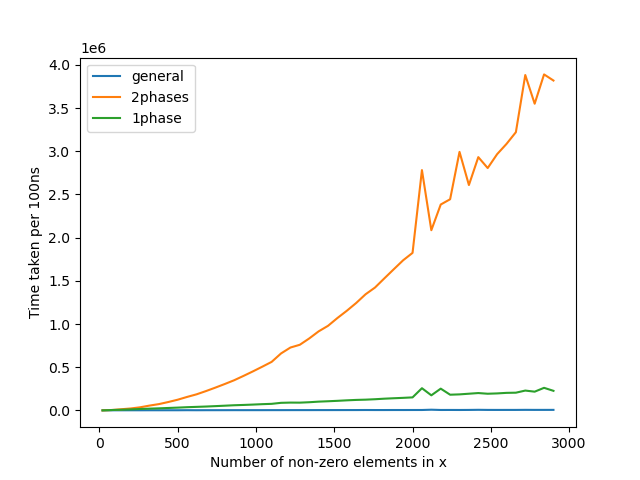 1e6
general
2phases
1phase
4.0
3.5
3.0
2.5
2.0
1.5
1.0
0.5
0.0
Time taken per 100ns
0 500 1000 1500 2000 2500 3000
Number of non-zero elements in x